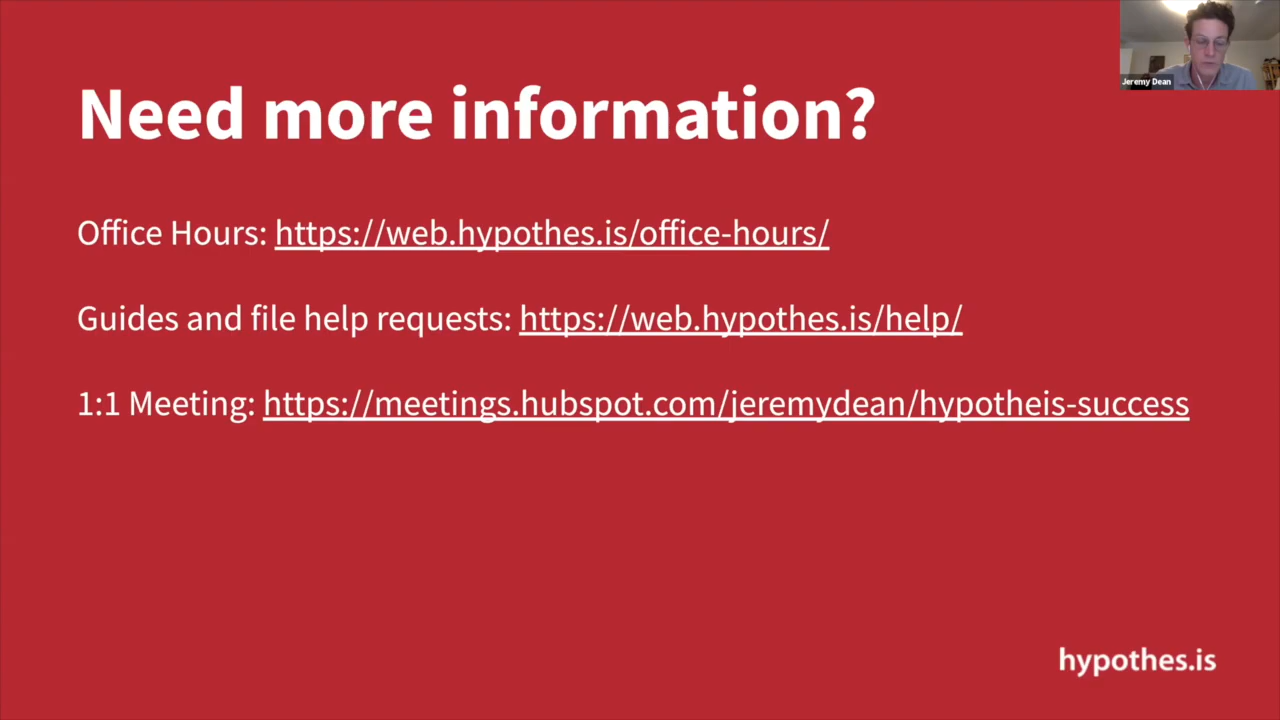 Need more information?
Jeremy Dean
Office Hours: https://web.hypothes.is/office-hours/
Guides and file help requests: https://web.hypothes.is/help/
1:1 Meeting: https://meetings.hubspot.com/jeremydean/hypotheis-success
hypothes.is